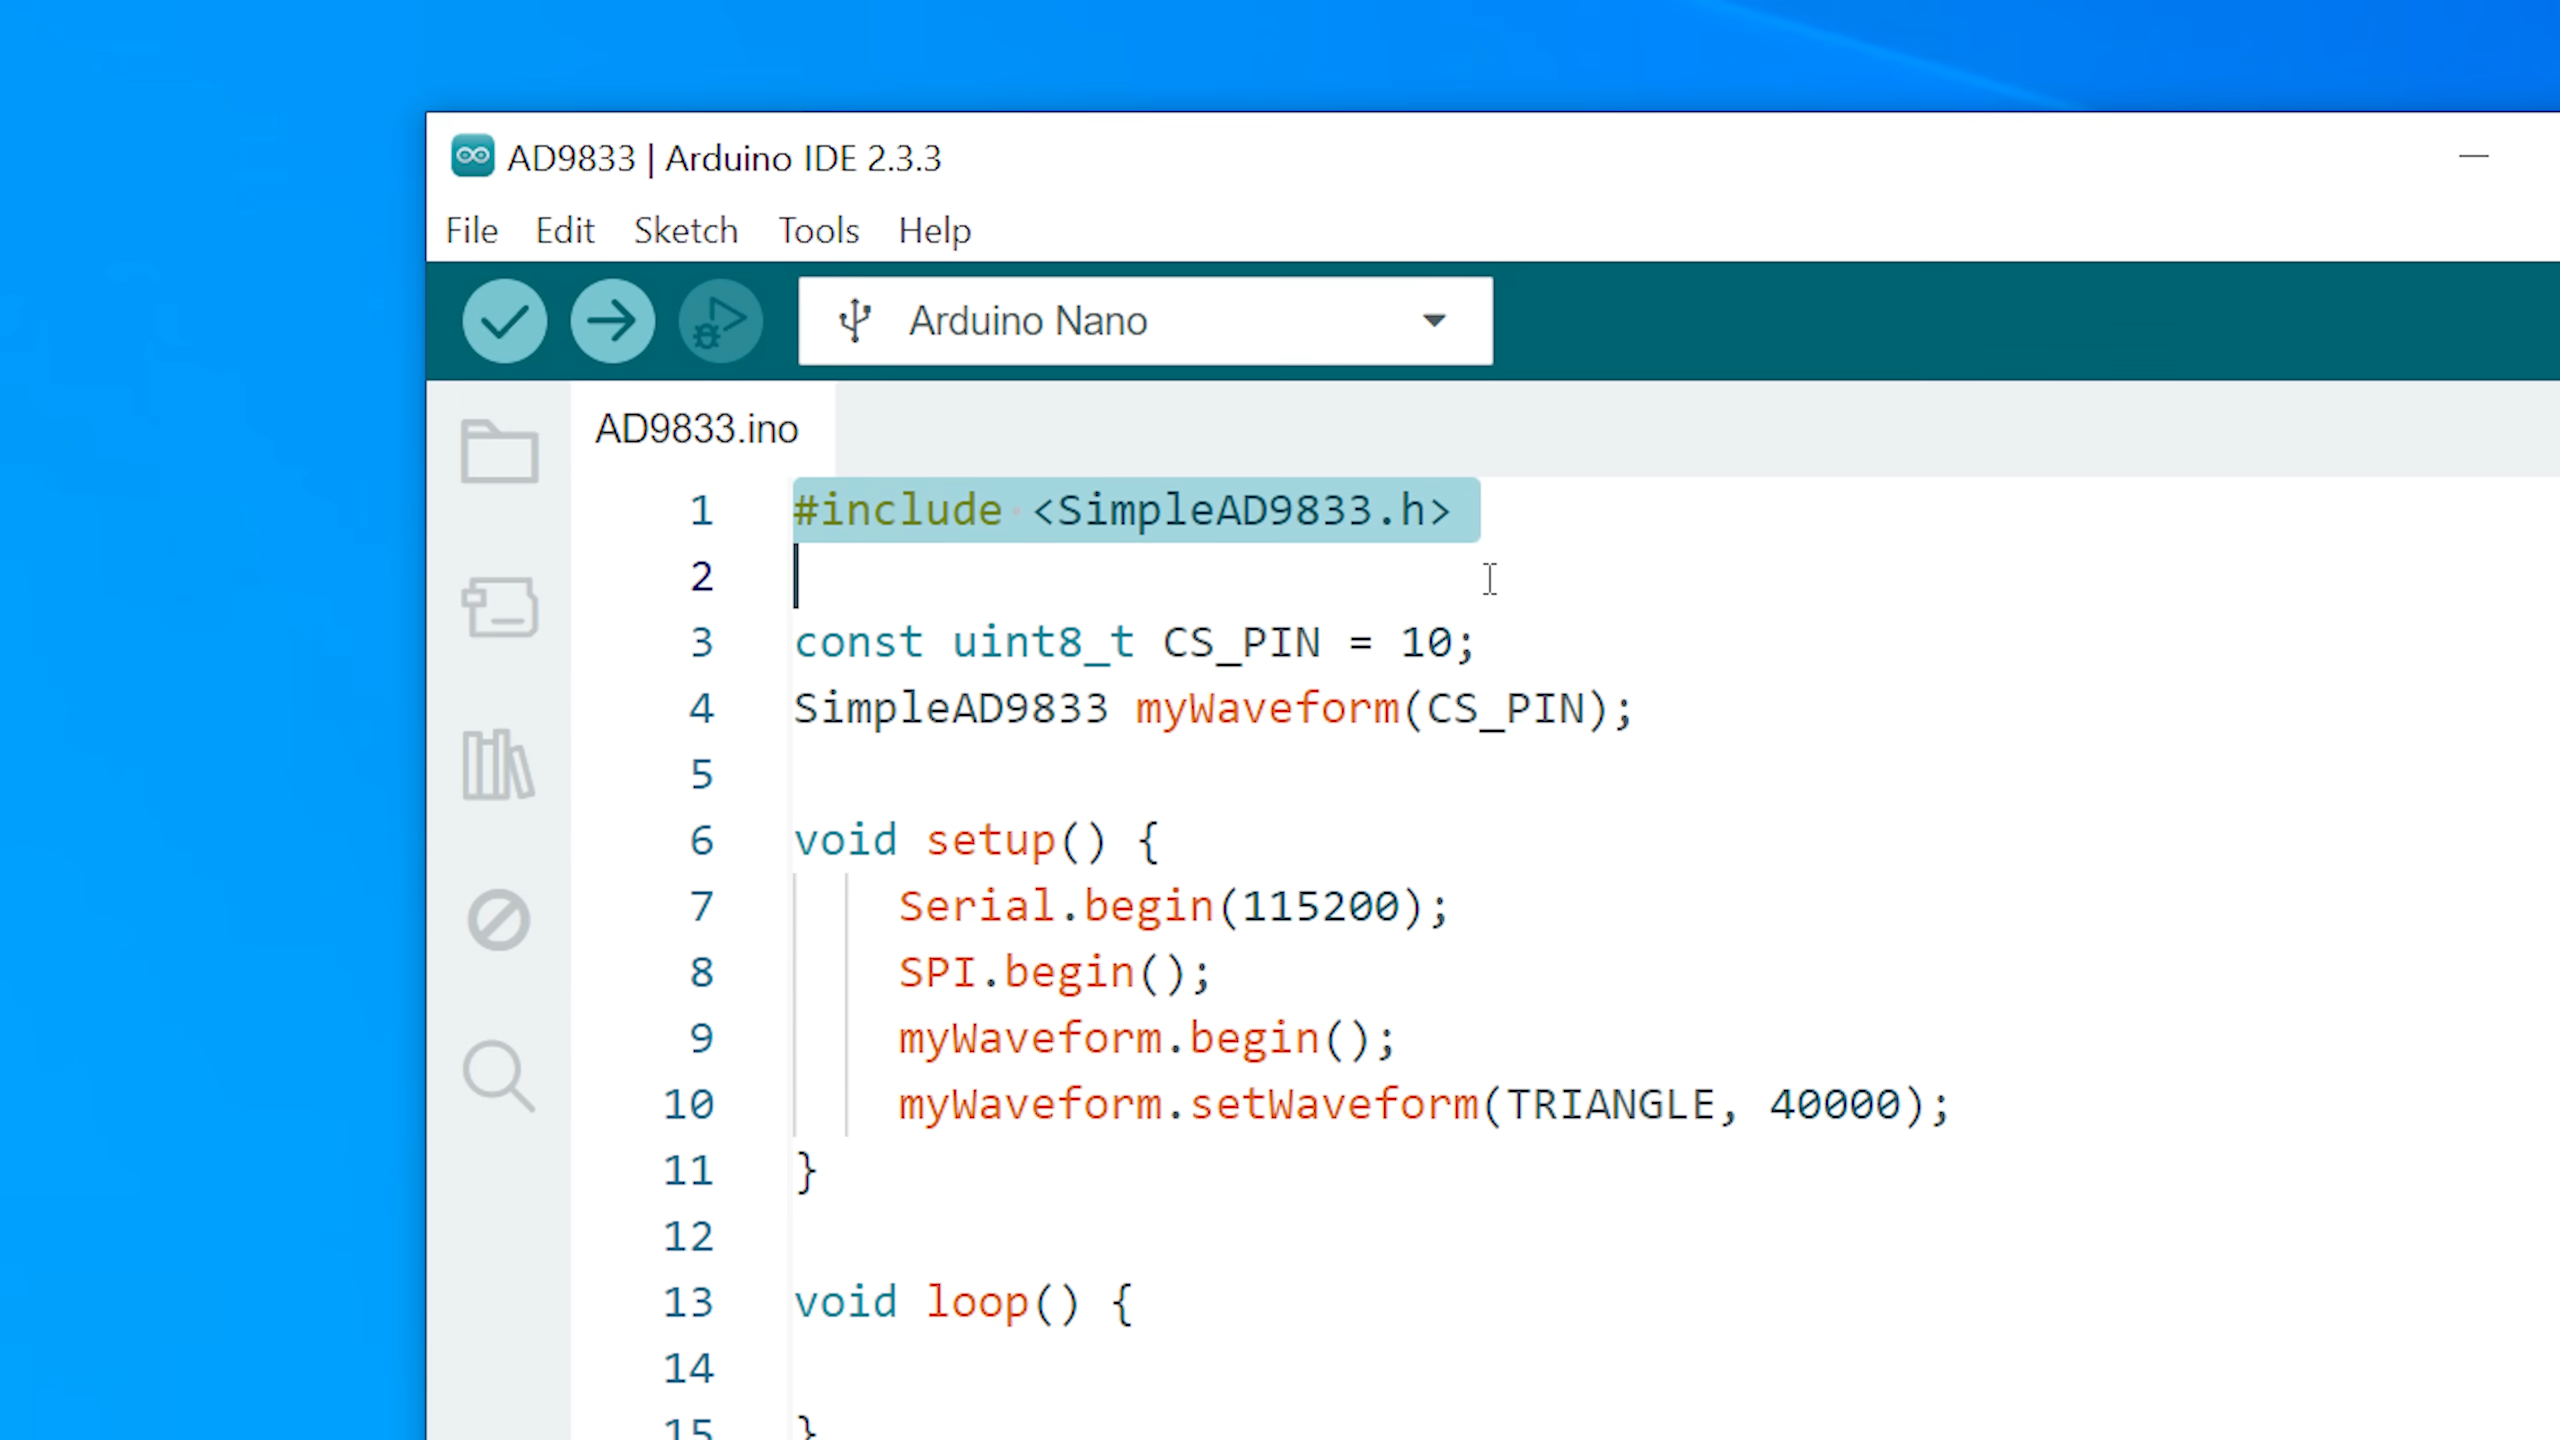 AD9833 | Arduino IDE 2.3.3
File Edit Sketch Tools Help
Arduino Nano
AD9833.ino
1 #include <SimpleAD9833.h>
2
3 const uint8_t CS_PIN = 10;
4 SimpleAD9833 myWaveform(CS_PIN);
5
6 void setup() {
7 Serial.begin(115200);
8 SPI.begin();
9 myWaveform.begin();
10 myWaveform.setWaveform(TRIANGLE, 40000);
11 }
12
13 void loop() {
14
15 }